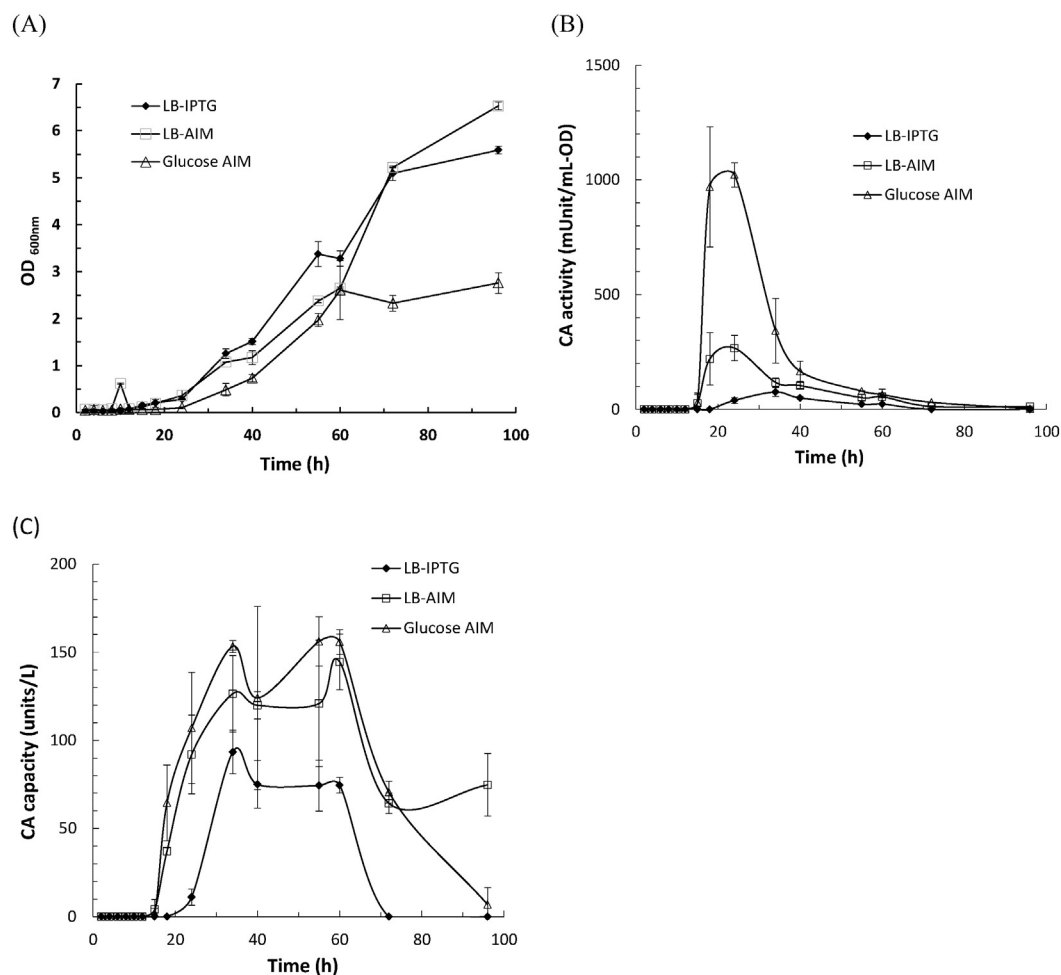 (A)
7
6
5
4
3
2
1
0
OD 600nm
LB-IPTG
LB-AIM
Glucose AIM
0 20 40 60 80 100
Time (h)
(B)
1500
1000
500
0
CA activity (mUnit/mL-OD)
LB-IPTG
LB-AIM
Glucose AIM
0 20 40 60 80 100
Time (h)
(C)
200
150
100
50
0
CA capacity (units/L)
LB-IPTG
LB-AIM
Glucose AIM
0 20 40 60 80 100
Time (h)